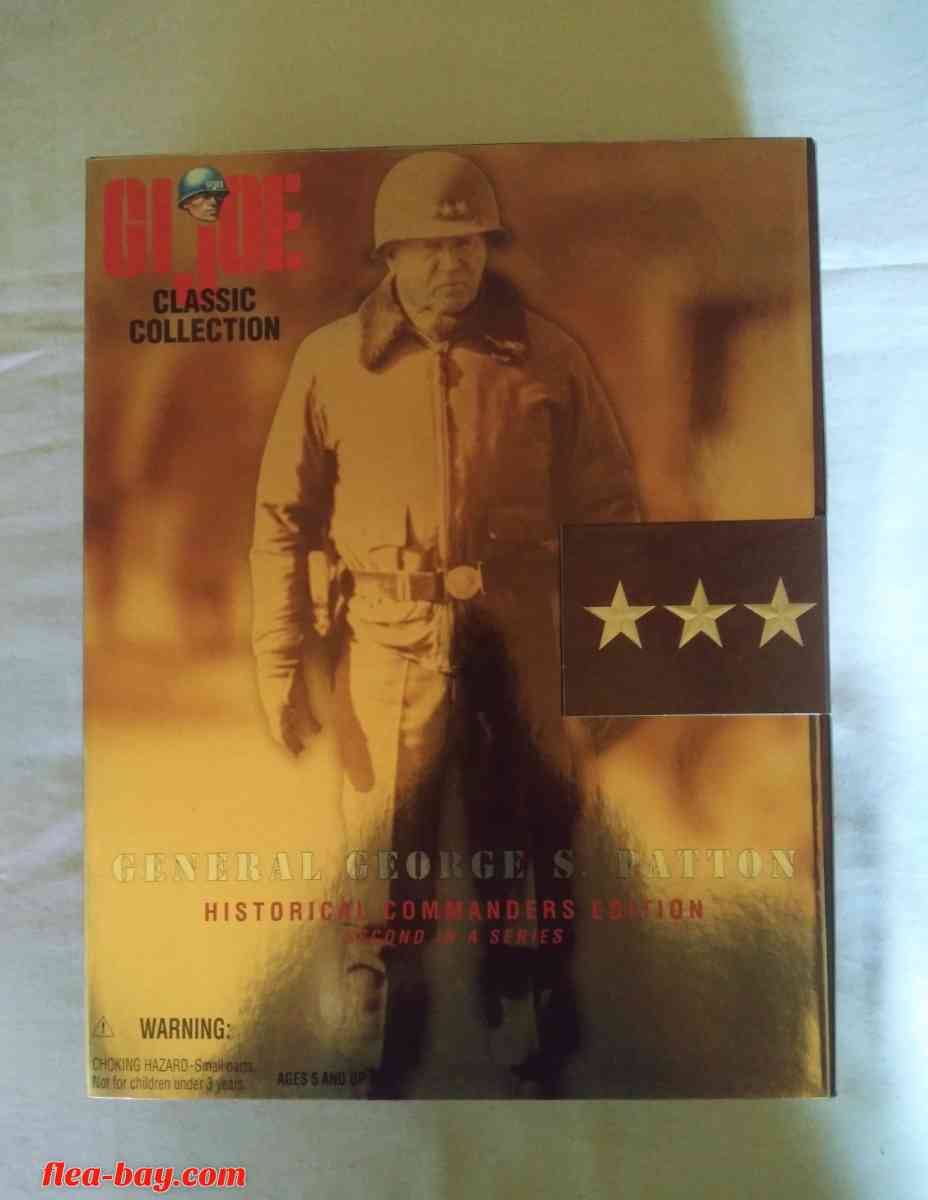 GI JOE
CLASSIC
COLLECTION
GENERAL GEORGE S. PATTON
HISTORICAL COMMANDERS EDITION
SECOND IN A SERIES
WARNING:
CHOKING HAZARD-Small parts.
Not for children under 3 years.
AGES 5 AND UP
flea-bay.com